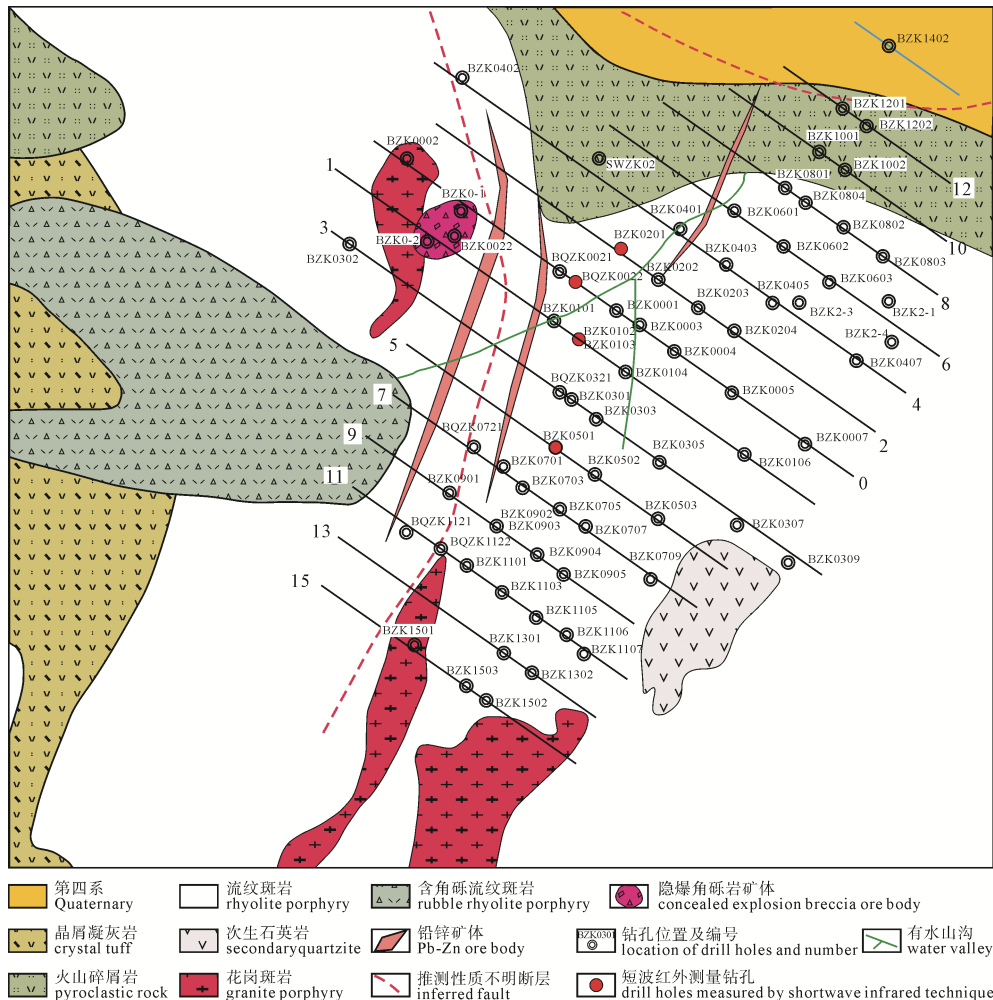 BZK1402
BZK0402
BZK1201
BZK1202
BZK0002
BZK1001
SWZK02
BZK1002
1
BZK0801
12
BZK0-1
BZK0804
BZK0401
BZK0601
3
BZK0802
BZK0201
BZK0-2
BZK0022
BZK0403
BZK0602
10
BZK0302
BQZK0021
BZK0803
BQZK0022
BZK0202
BZK0405
BZK0603
BZK0203
8
BZK0101
BZK0001
BZK2-3
BZK2-1
BZK0102
BZK0003
BZK0204
BZK2-4
5
BZK0103
BZK0004
BZK0407
6
BZK0104
BQZK0321
7
BZK0301
BZK0005
4
BZK0303
BQZK0721
9
BZK0501
BZK0305
BZK0007
2
BZK0701
BZK0502
BZK0106
11
BZK0901
BZK0703
0
BZK0503
BZK0902
BZK0705
BQZK1121
BZK0903
BZK0707
BZK0307
13
BQZK1122
BZK0904
BZK1101
BZK0709
BZK0309
BZK0905
15
BZK1103
BZK1105
BZK1501
BZK1106
BZK1301
BZK1107
BZK1503
BZK1302
BZK1502
第四系
Quaternary
流纹斑岩
rhyolite porphyry
含角砾流纹斑岩
rubble rhyolite porphyry
隐爆角砾岩矿体
concealed explosion breccia ore body
晶屑凝灰岩
crystal tuff
次生石英岩
secondaryquartzite
铅锌矿体
Pb-Zn ore body
BZK0301
钻孔位置及编号
location of drill holes and number
有水山沟
water valley
火山碎屑岩
pyroclastic rock
花岗斑岩
granite porphyry
推测性质不明断层
inferred fault
短波红外测量钻孔
drill holes measured by shortwave infrared technique